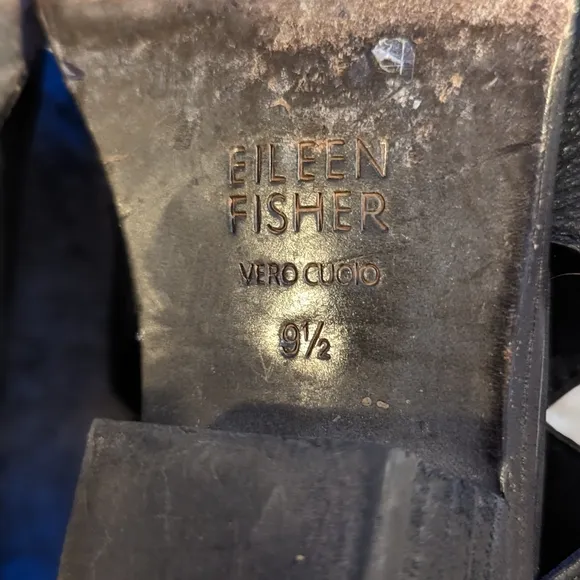 EILEEN
FISHER
VERO CUOIO
9½